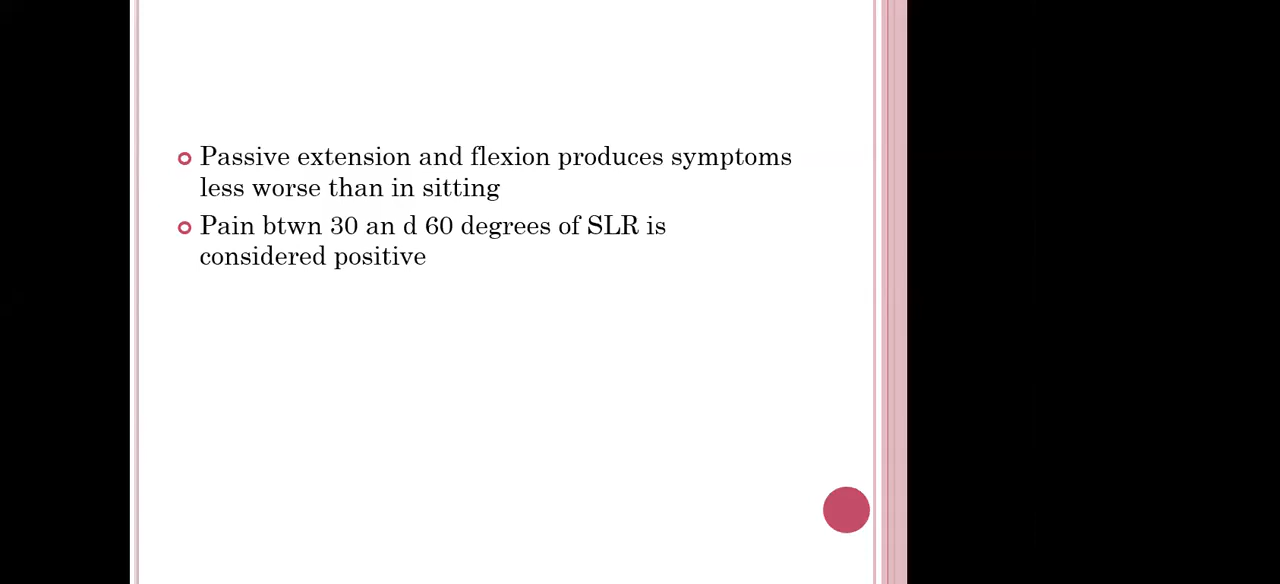 Passive extension and flexion produces symptoms
less worse than in sitting
Pain btwn 30 an d 60 degrees of SLR is
considered positive